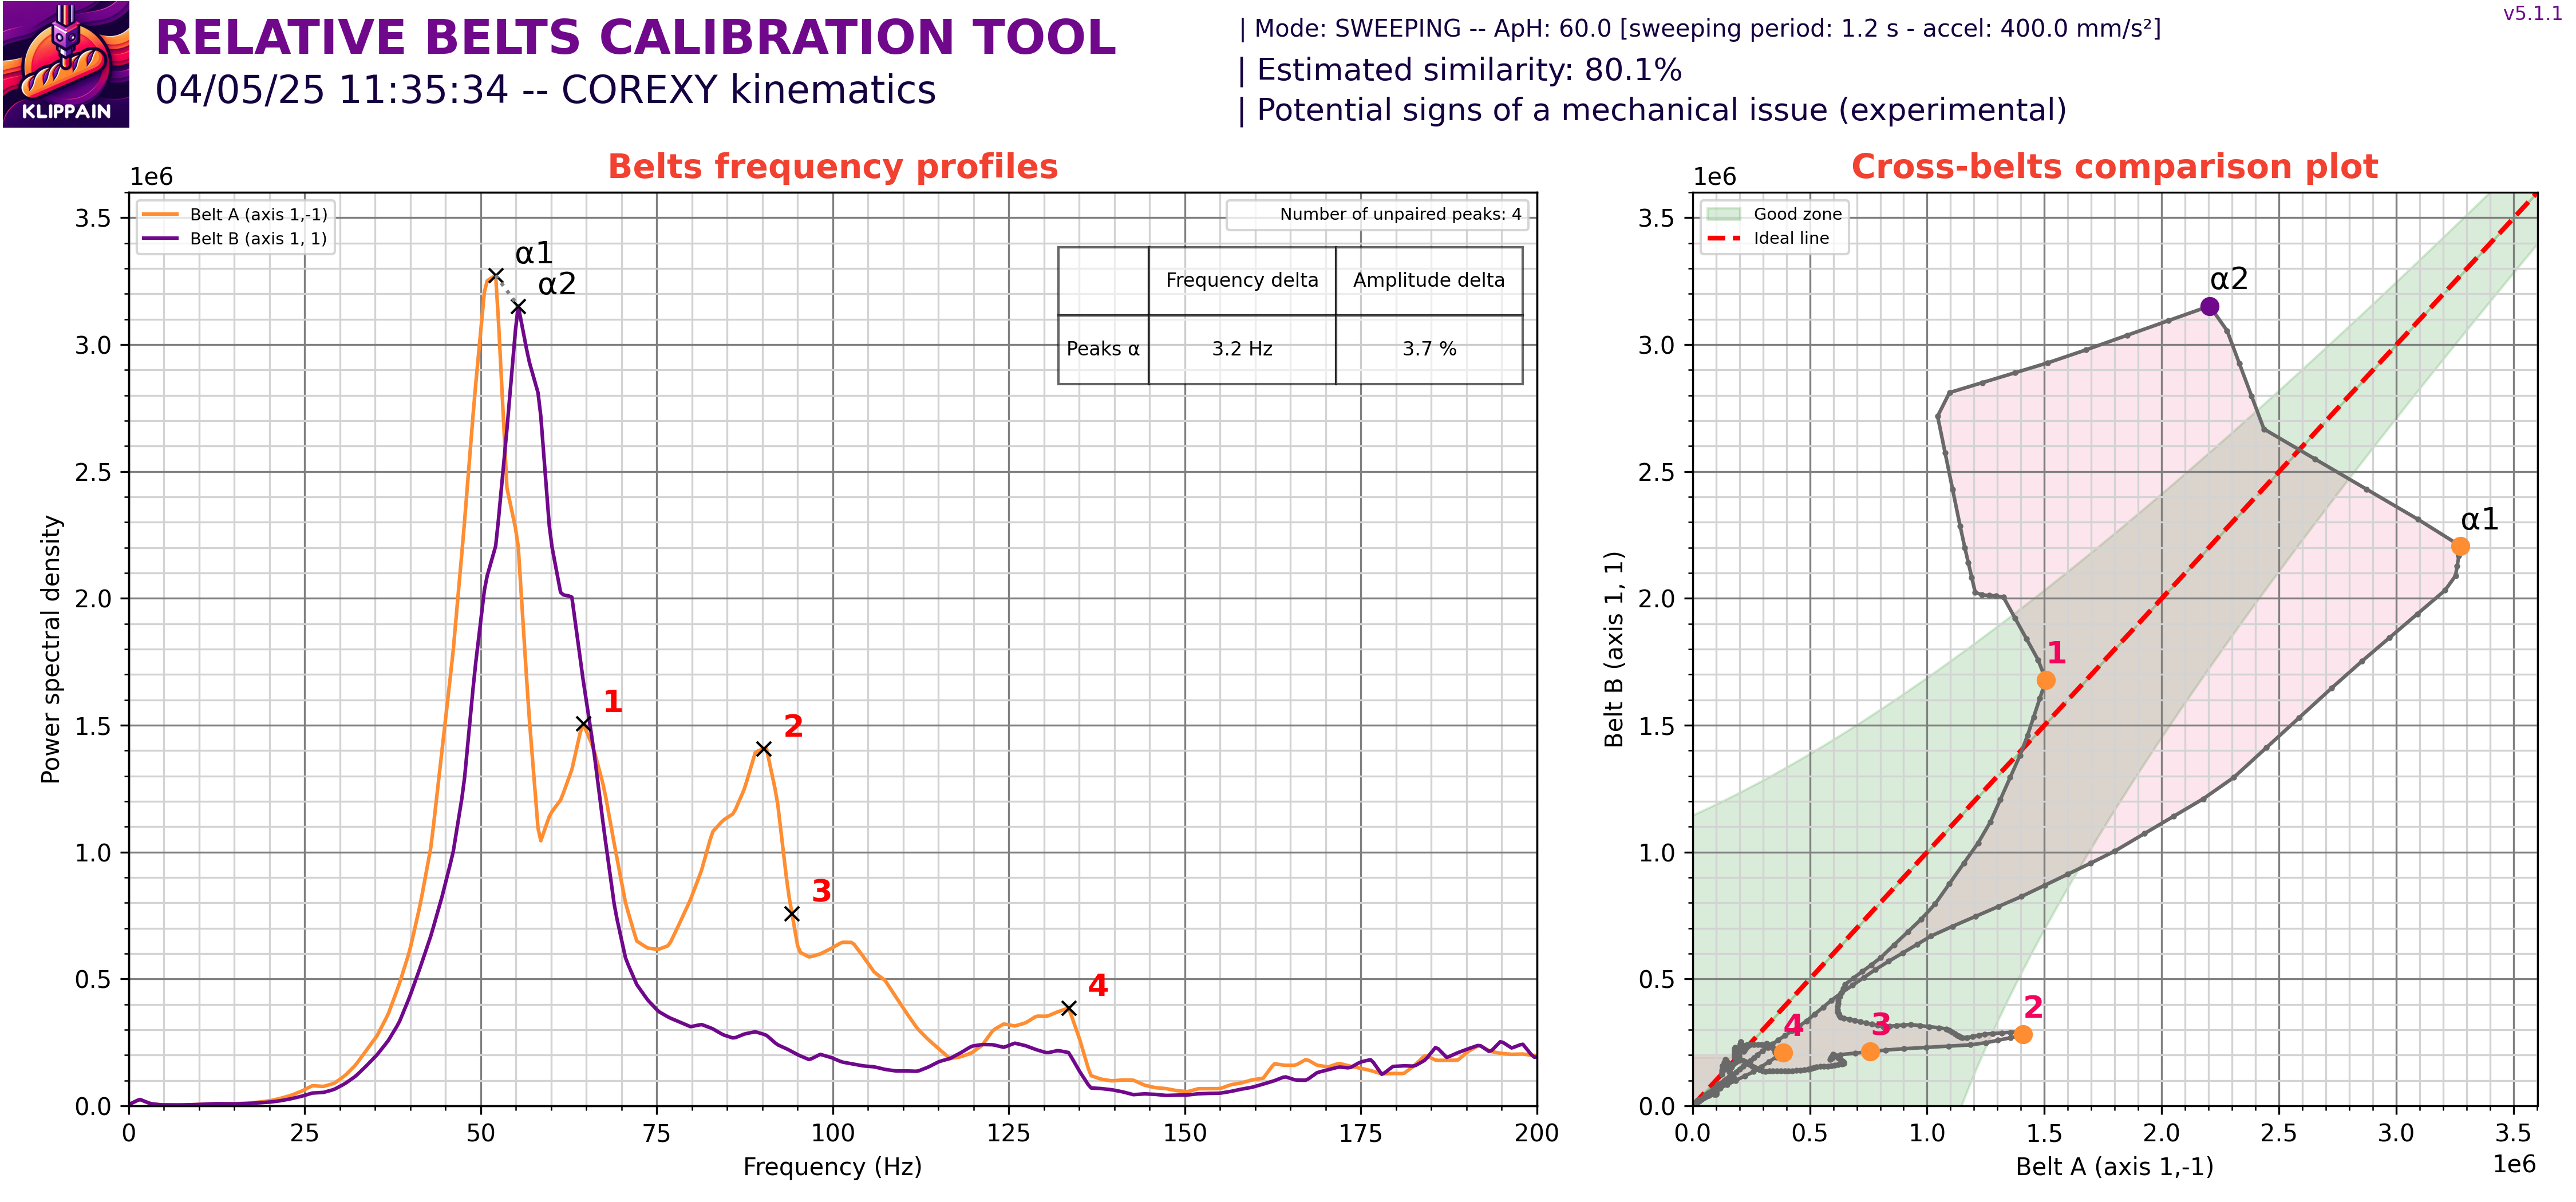 RELATIVE BELTS CALIBRATION TOOL
04/05/25 11:35:34 -- COREXY kinematics
KLIPPAIN
| Mode: SWEEPING -- ApH: 60.0 [sweeping period: 1.2 s - accel: 400.0 mm/s²]
| Estimated similarity: 80.1%
| Potential signs of a mechanical issue (experimental)
v5.1.1
Belts frequency profiles
1e6
Belt A (axis 1,-1)
Belt B (axis 1, 1)
Number of unpaired peaks: 4
Frequency delta Amplitude delta
Peaks α 3.2 Hz 3.7 %
α1
α2
1
2
3
4
3.5
3.0
2.5
2.0
1.5
1.0
0.5
0.0
Power spectral density
0 25 50 75 100 125 150 175 200
Frequency (Hz)
Cross-belts comparison plot
1e6
Good zone
Ideal line
α2
α1
1
2
3
4
3.5
3.0
2.5
2.0
1.5
1.0
0.5
0.0
Belt B (axis 1, 1)
0.0 0.5 1.0 1.5 2.0 2.5 3.0 3.5
1e6
Belt A (axis 1,-1)